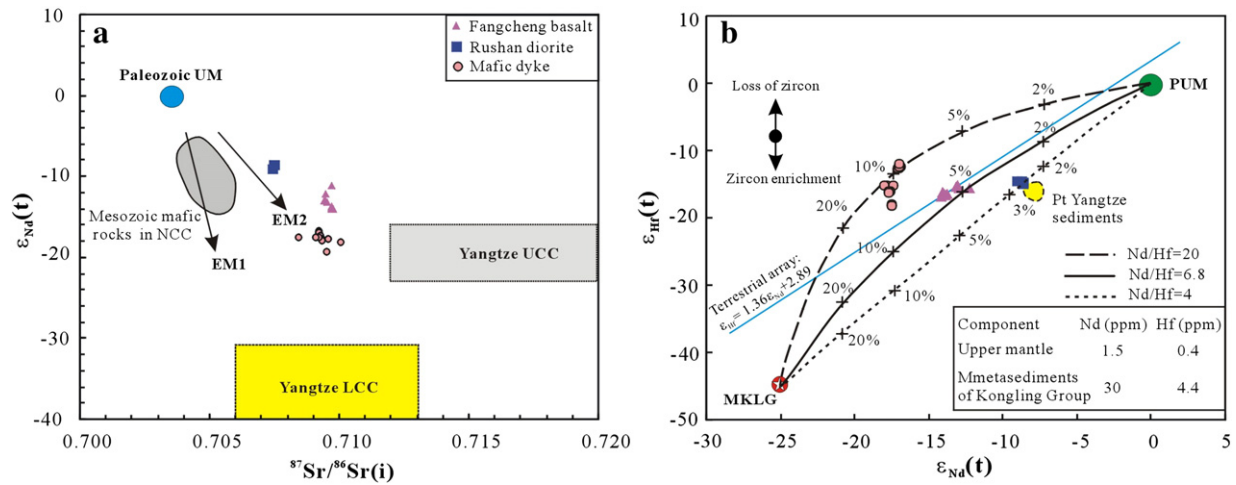 a
Fangcheng basalt
Rushan diorite
Mafic dyke
Paleozoic UM
Mesozoic mafic
rocks in NCC
EM1
EM2
Yangtze UCC
Yangtze LCC
10
0
-10
-20
-30
-40
εNd(t)
0.700
0.705
0.710
0.715
0.720
⁸⁷Sr/⁸⁶Sr(i)
b
Loss of zircon
Zircon enrichment
PUM
2%
5%
10%
20%
2%
5%
10%
20%
2%
3%
5%
10%
20%
Pt Yangtze
sediments
Terrestrial array:
εHf= 1.36εNd+2.89
MKLG
Nd/Hf=20
Nd/Hf=6.8
Nd/Hf=4
Component Nd (ppm) Hf (ppm)
Upper mantle 1.5 0.4
Mmetasediments
of Kongling Group 30 4.4
10
0
-10
-20
-30
-40
-50
εHf(t)
-30
-25
-20
-15
-10
-5
0
5
εNd(t)